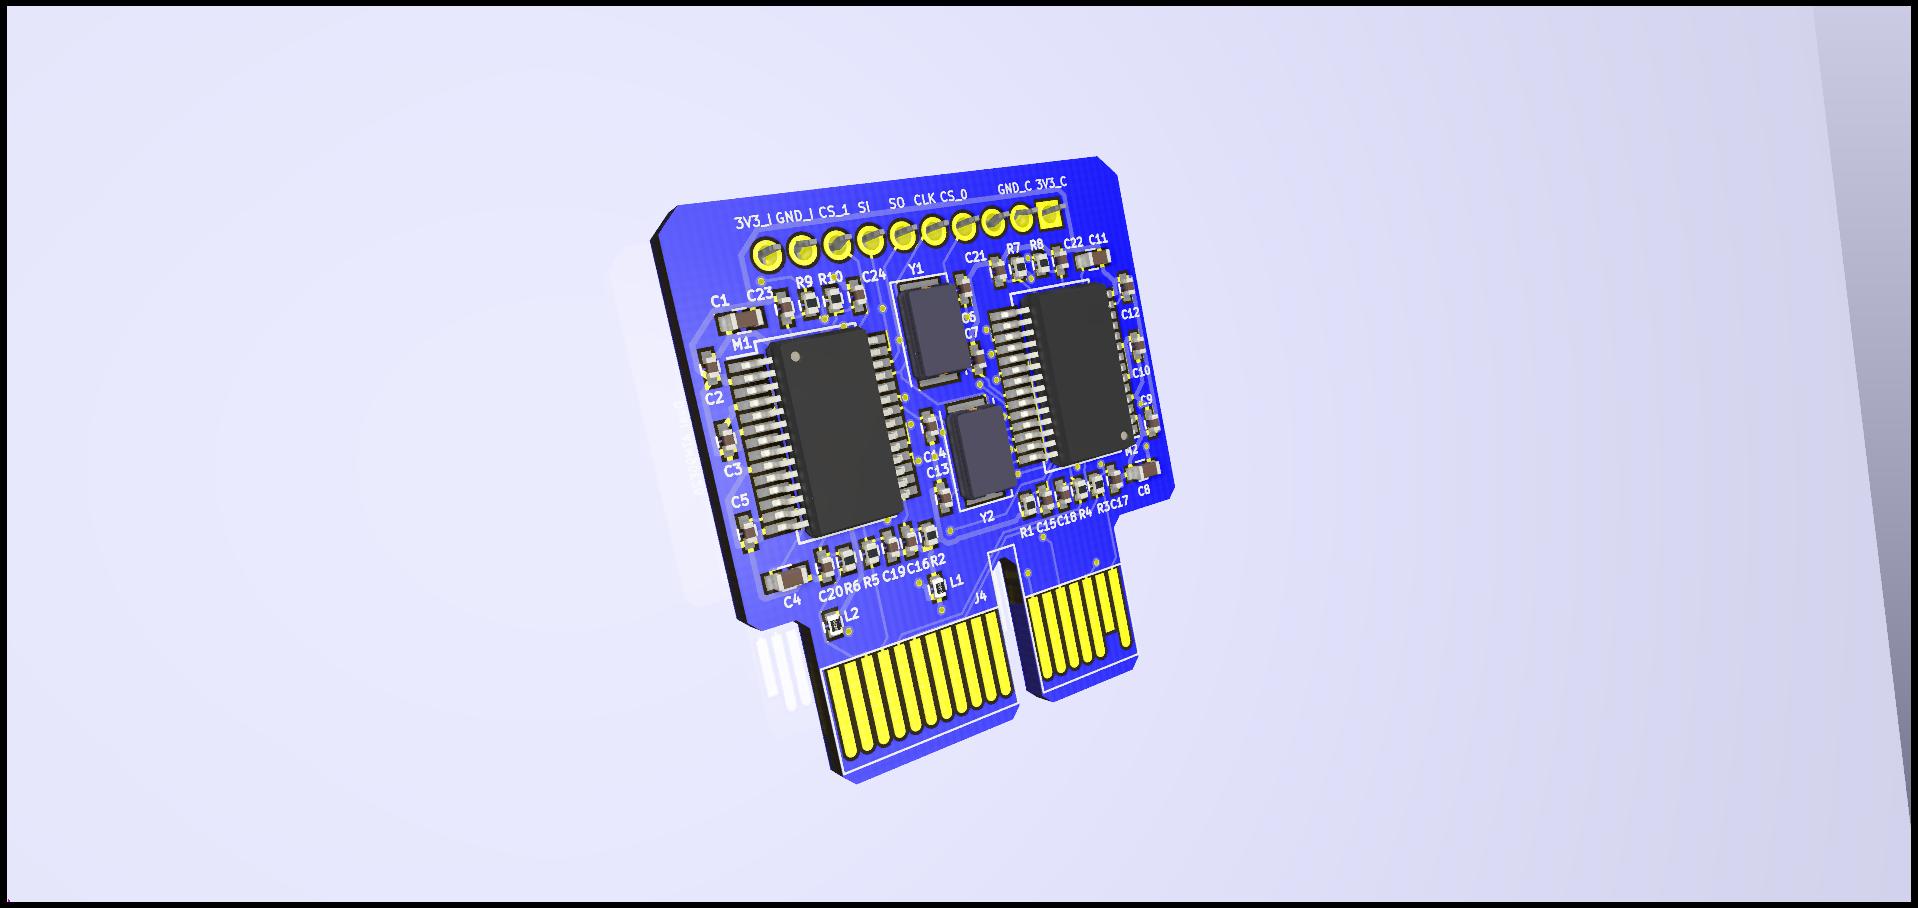 3V3_I GND_I CS_1 SI SO CLK CS_0 GND_C 3V3_C
C1 C23 R9 R10 C24 Y1 C21 R7 R8 C22 C11
M1 C6 C12
C7
C2 C10
C9
C3 C14 M2
C13
C5 Y2 C8
R1 C15 C18 R4 R3 C17
C4 C20 R6 R5 C19 C16 R2
L1
L2 J4